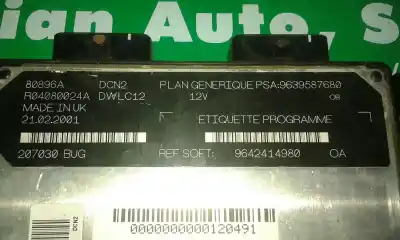 ian Auto, S
80896A DCN2 PLAN GENERIQUE PSA:9639587680
R04080024A DWLC12 12V OB
MADE IN UK
21.02.2001 ETIQUETTE PROGRAMME
207030 BUG REF SOFT: 9642414980 OA
DCN2
0000000000120491